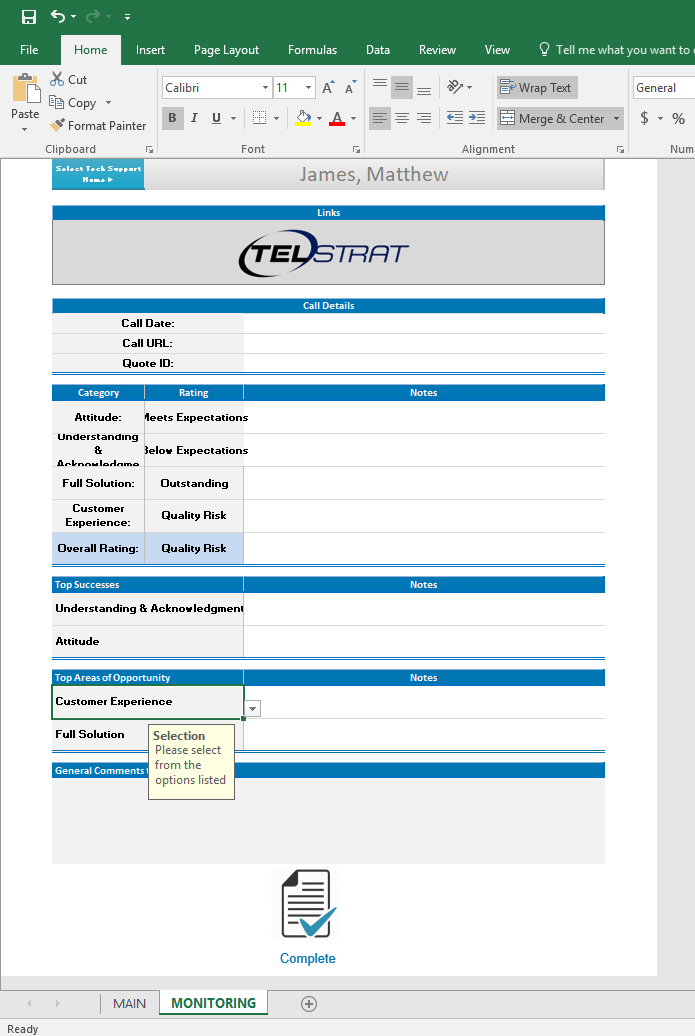 File Home Insert Page Layout Formulas Data Review View Tell me what you want to
Cut
Copy
Format Painter
Paste
Calibri 11
B I U A
Wrap Text
Merge & Center
General
$ %
Clipboard Font Alignment Num
Select Tech Support
Name ►
James, Matthew
Links
TELSTRAT
Call Details
Call Date:
Call URL:
Quote ID:
Category Rating Notes
Attitude: Meets Expectations
Understanding
&
Acknowledgme
Below Expectations
Full Solution: Outstanding
Customer
Experience:
Quality Risk
Overall Rating: Quality Risk
Top Successes Notes
Understanding & Acknowledgment
Attitude
Top Areas of Opportunity Notes
Customer Experience
Full Solution
Selection
Please select
from the
options listed
General Comments
Complete
MAIN MONITORING
Ready